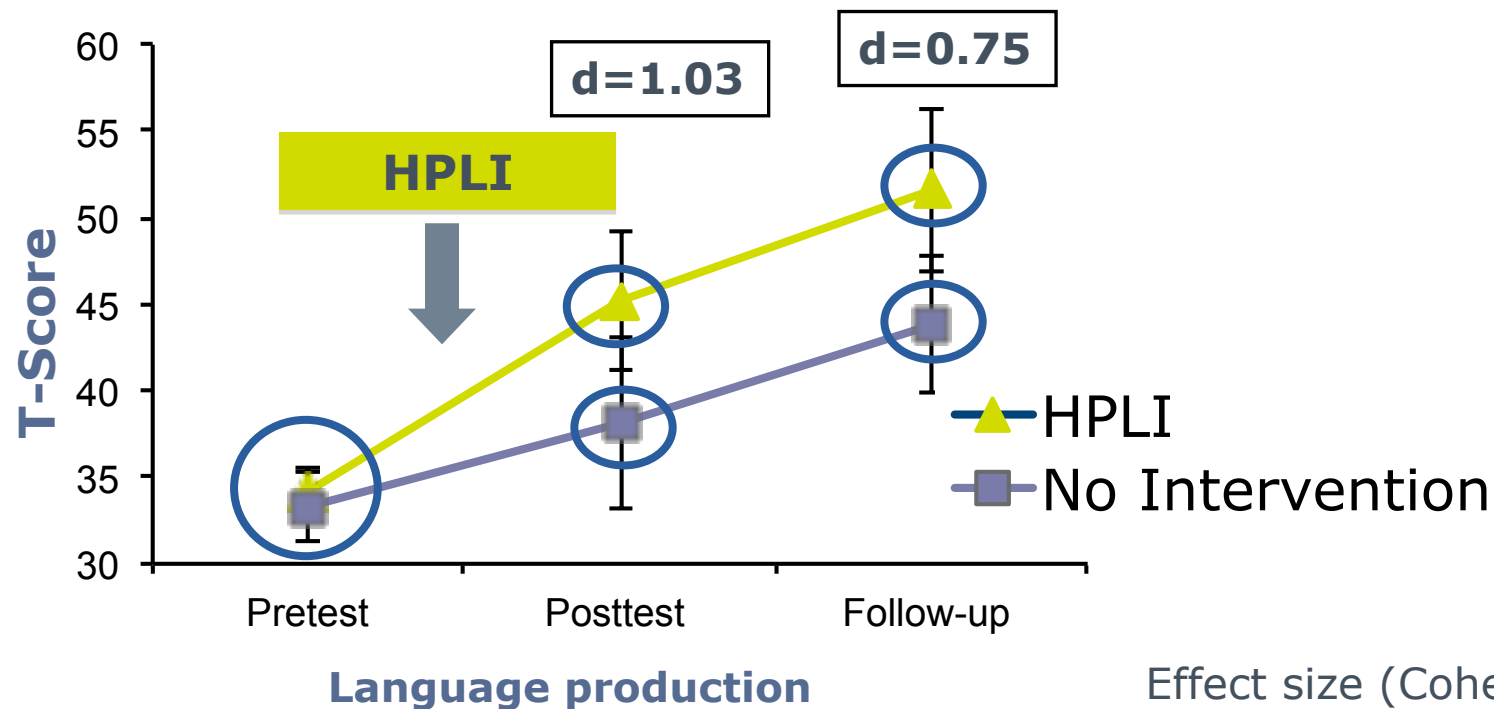 60
d=0.75
d=1.03
55
HPLI
50
T-Score
45
40
HPLI
35
No Intervention
30
Pretest Posttest Follow-up
Language production
Effect size